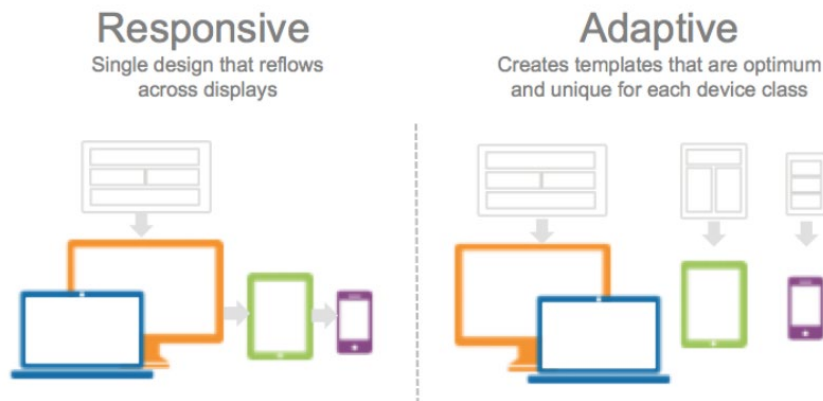 Responsive
Single design that reflows
across displays
Adaptive
Creates templates that are optimum
and unique for each device class